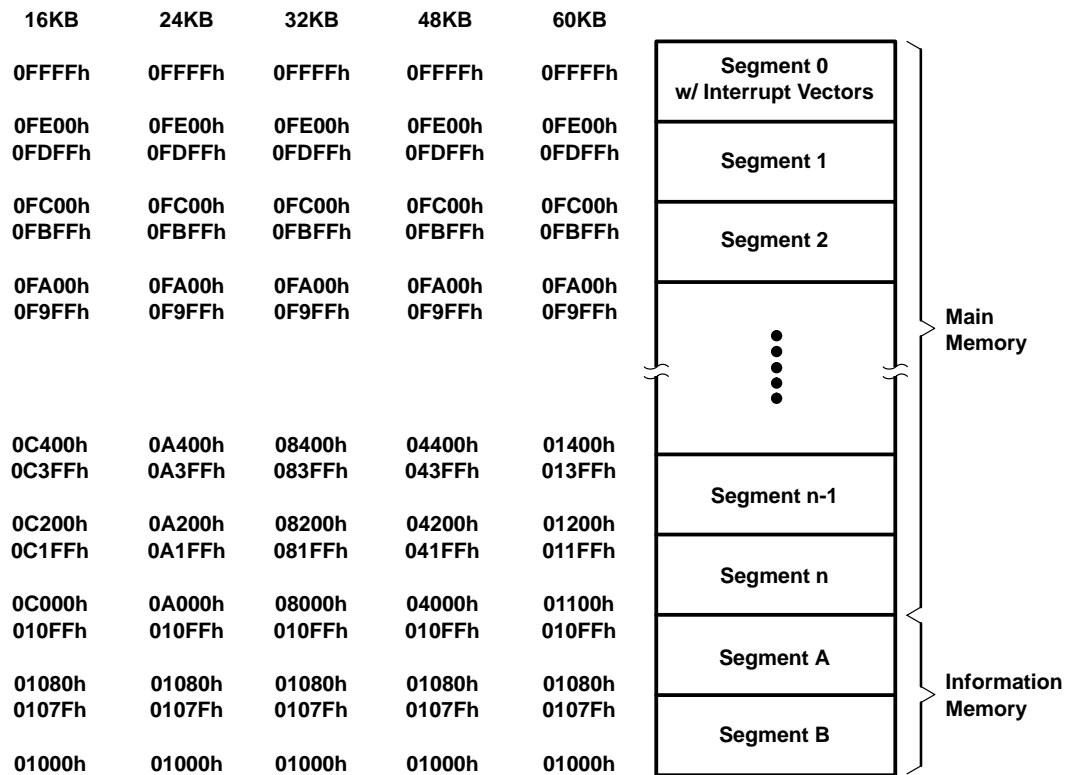 16KB 24KB 32KB 48KB 60KB
0FFFFh 0FFFFh 0FFFFh 0FFFFh 0FFFFh Segment 0
w/ Interrupt Vectors
0FE00h 0FE00h 0FE00h 0FE00h 0FE00h
0FDFFh 0FDFFh 0FDFFh 0FDFFh 0FDFFh
Segment 1
0FC00h 0FC00h 0FC00h 0FC00h 0FC00h
0FBFFh 0FBFFh 0FBFFh 0FBFFh 0FBFFh
Segment 2
0FA00h 0FA00h 0FA00h 0FA00h 0FA00h
0F9FFh 0F9FFh 0F9FFh 0F9FFh 0F9FFh
Main
Memory
0C400h 0A400h 08400h 04400h 01400h
0C3FFh 0A3FFh 083FFh 043FFh 013FFh
Segment n-1
0C200h 0A200h 08200h 04200h 01200h
0C1FFh 0A1FFh 081FFh 041FFh 011FFh
Segment n
0C000h 0A000h 08000h 04000h 01100h
010FFh 010FFh 010FFh 010FFh 010FFh
Segment A
01080h 01080h 01080h 01080h 01080h
0107Fh 0107Fh 0107Fh 0107Fh 0107Fh
Information
Memory
Segment B
01000h 01000h 01000h 01000h 01000h